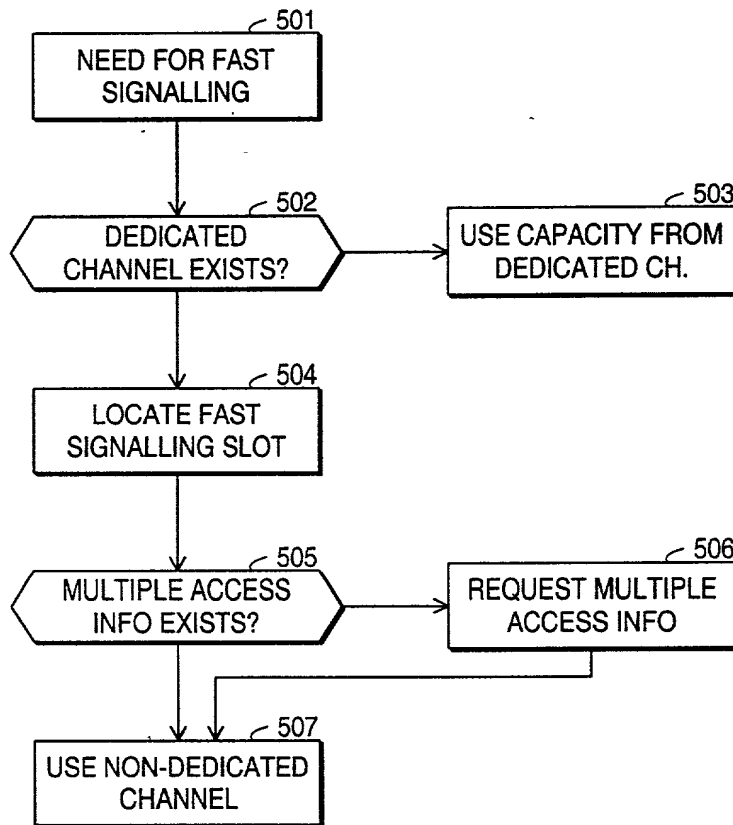 501
NEED FOR FAST
SIGNALLING
502
DEDICATED
CHANNEL EXISTS?
503
USE CAPACITY FROM
DEDICATED CH.
504
LOCATE FAST
SIGNALLING SLOT
505
MULTIPLE ACCESS
INFO EXISTS?
506
REQUEST MULTIPLE
ACCESS INFO
507
USE NON-DEDICATED
CHANNEL